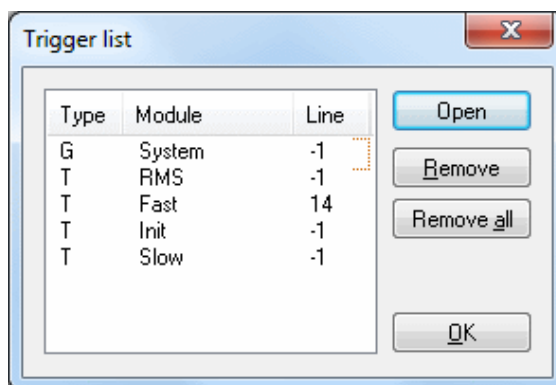 Trigger list
Type Module Line
G System -1
T RMS -1
T Fast 14
T Init -1
T Slow -1
Open
Remove
Remove all
OK